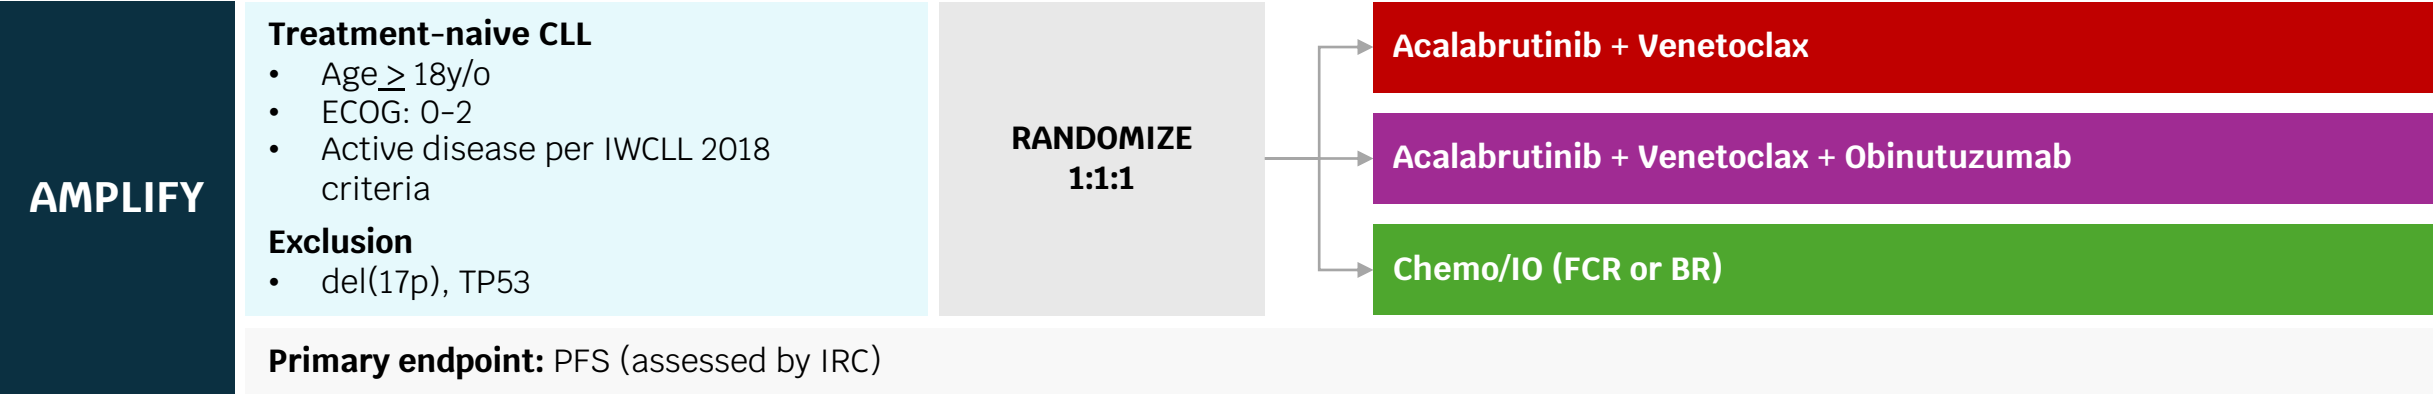 AMPLIFY
Treatment-naive CLL
• Age ≥ 18y/o
• ECOG: 0-2
• Active disease per IWCLL 2018
criteria
Exclusion
• del(17p), TP53
RANDOMIZE
1:1:1
Acalabrutinib + Venetoclax
Acalabrutinib + Venetoclax + Obinutuzumab
Chemo/IO (FCR or BR)
Primary endpoint: PFS (assessed by IRC)